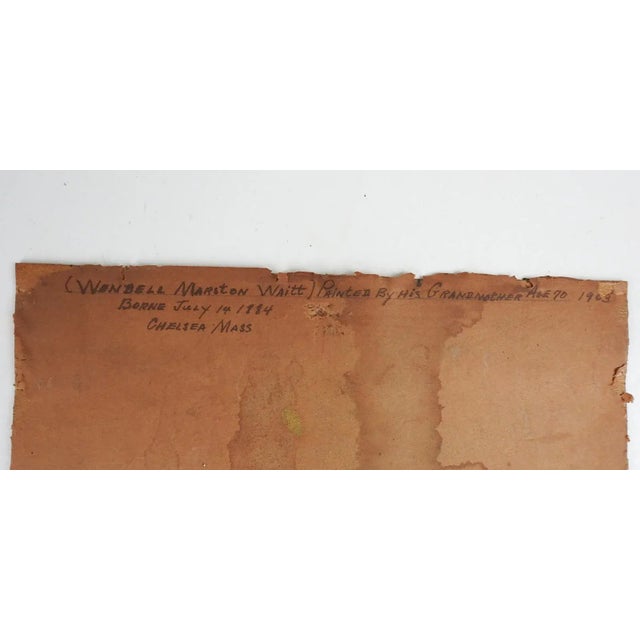 (Wendell Marston Waitt) Painted By His Grandmother Age 70 1903
Borne July 14 1884
Chelsea Mass